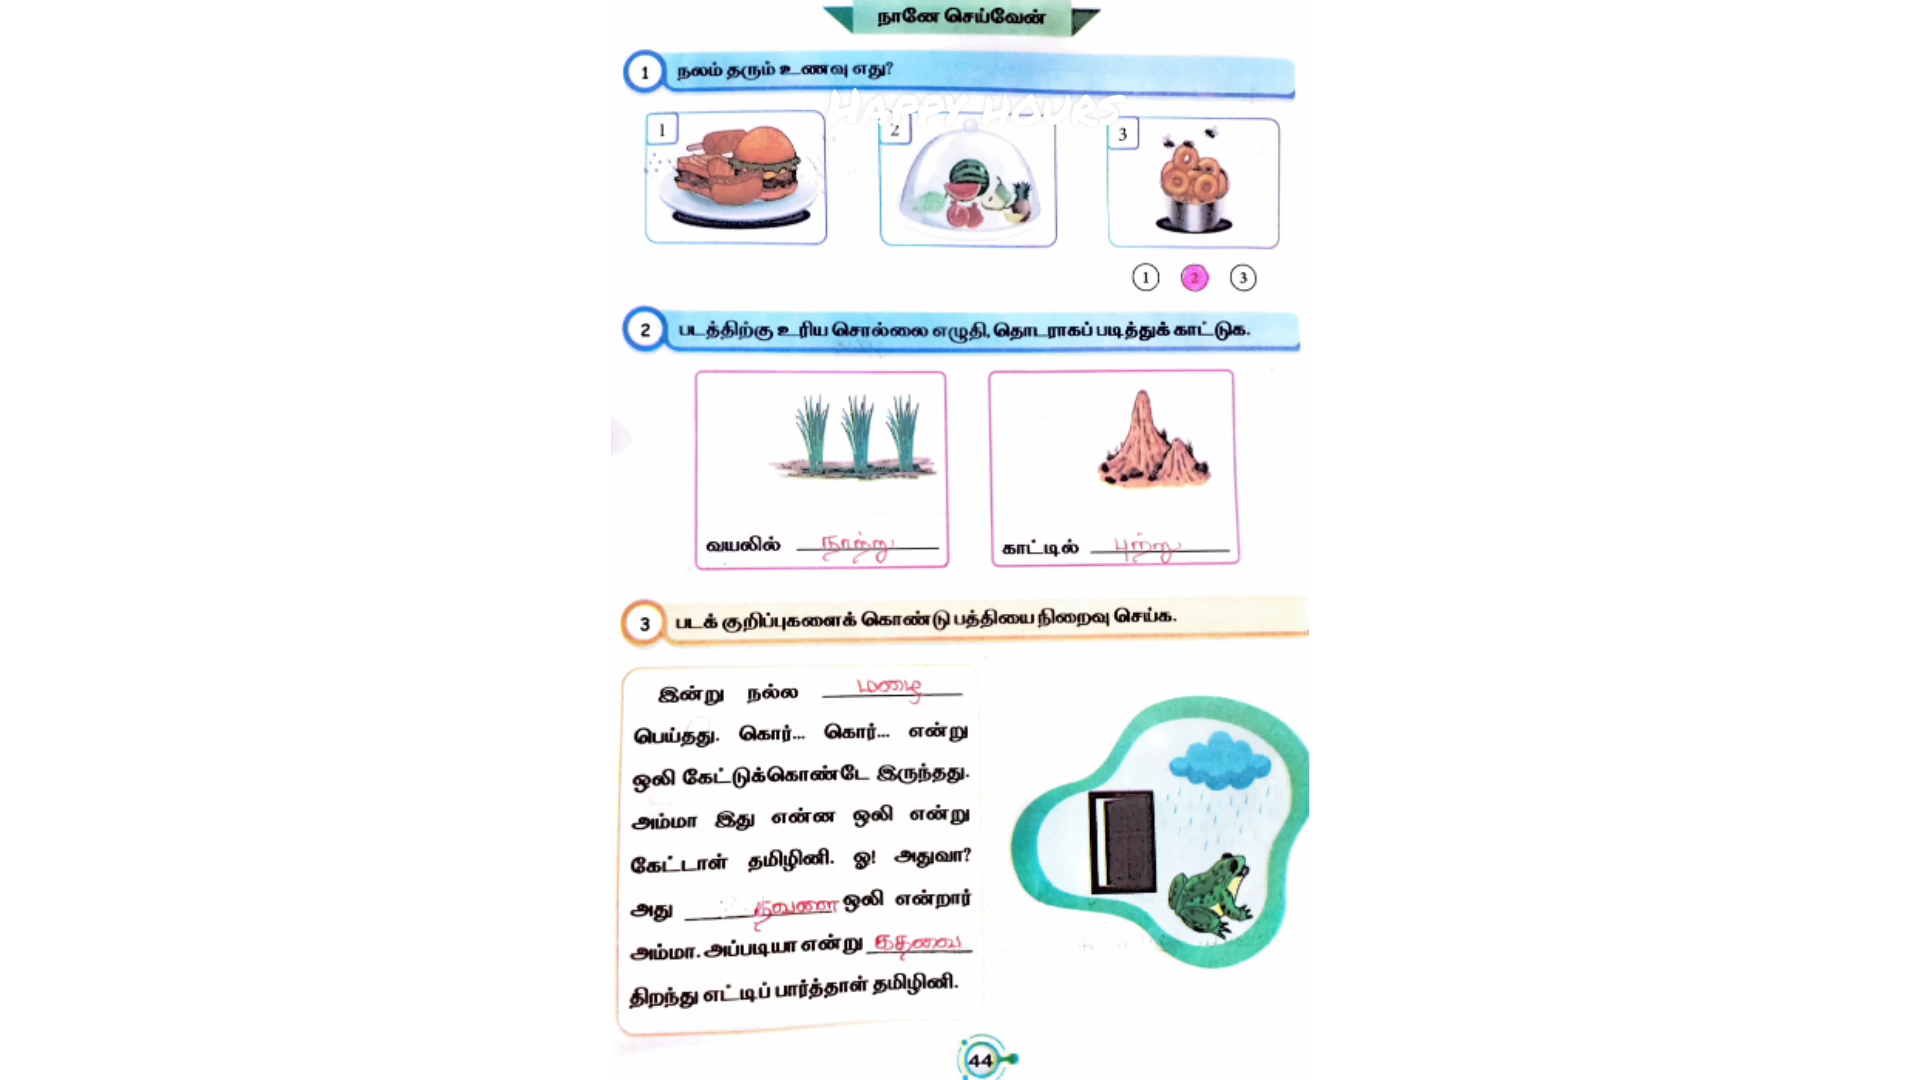 நானே செய்வேன்
1 நலம் தரும் உணவு எது?
Happy hours
1 2 3
1 2 3
2 படத்திற்கு உரிய சொல்லை எழுதி, தொடராகப் படித்துக் காட்டுக.
வயலில் நாற்று காட்டில் புற்று
3 படக் குறிப்புகளைக் கொண்டு பத்தியை நிறைவு செய்க.
இன்று நல்ல மழை
பெய்தது. கொர்... கொர்... என்று
ஒலி கேட்டுக்கொண்டே இருந்தது.
அம்மா இது என்ன ஒலி என்று
கேட்டாள் தமிழினி. ஓ! அதுவா?
அது தவளை ஒலி என்றார்
அம்மா. அப்படியா என்று கதவை
திறந்து எட்டிப் பார்த்தாள் தமிழினி.
44